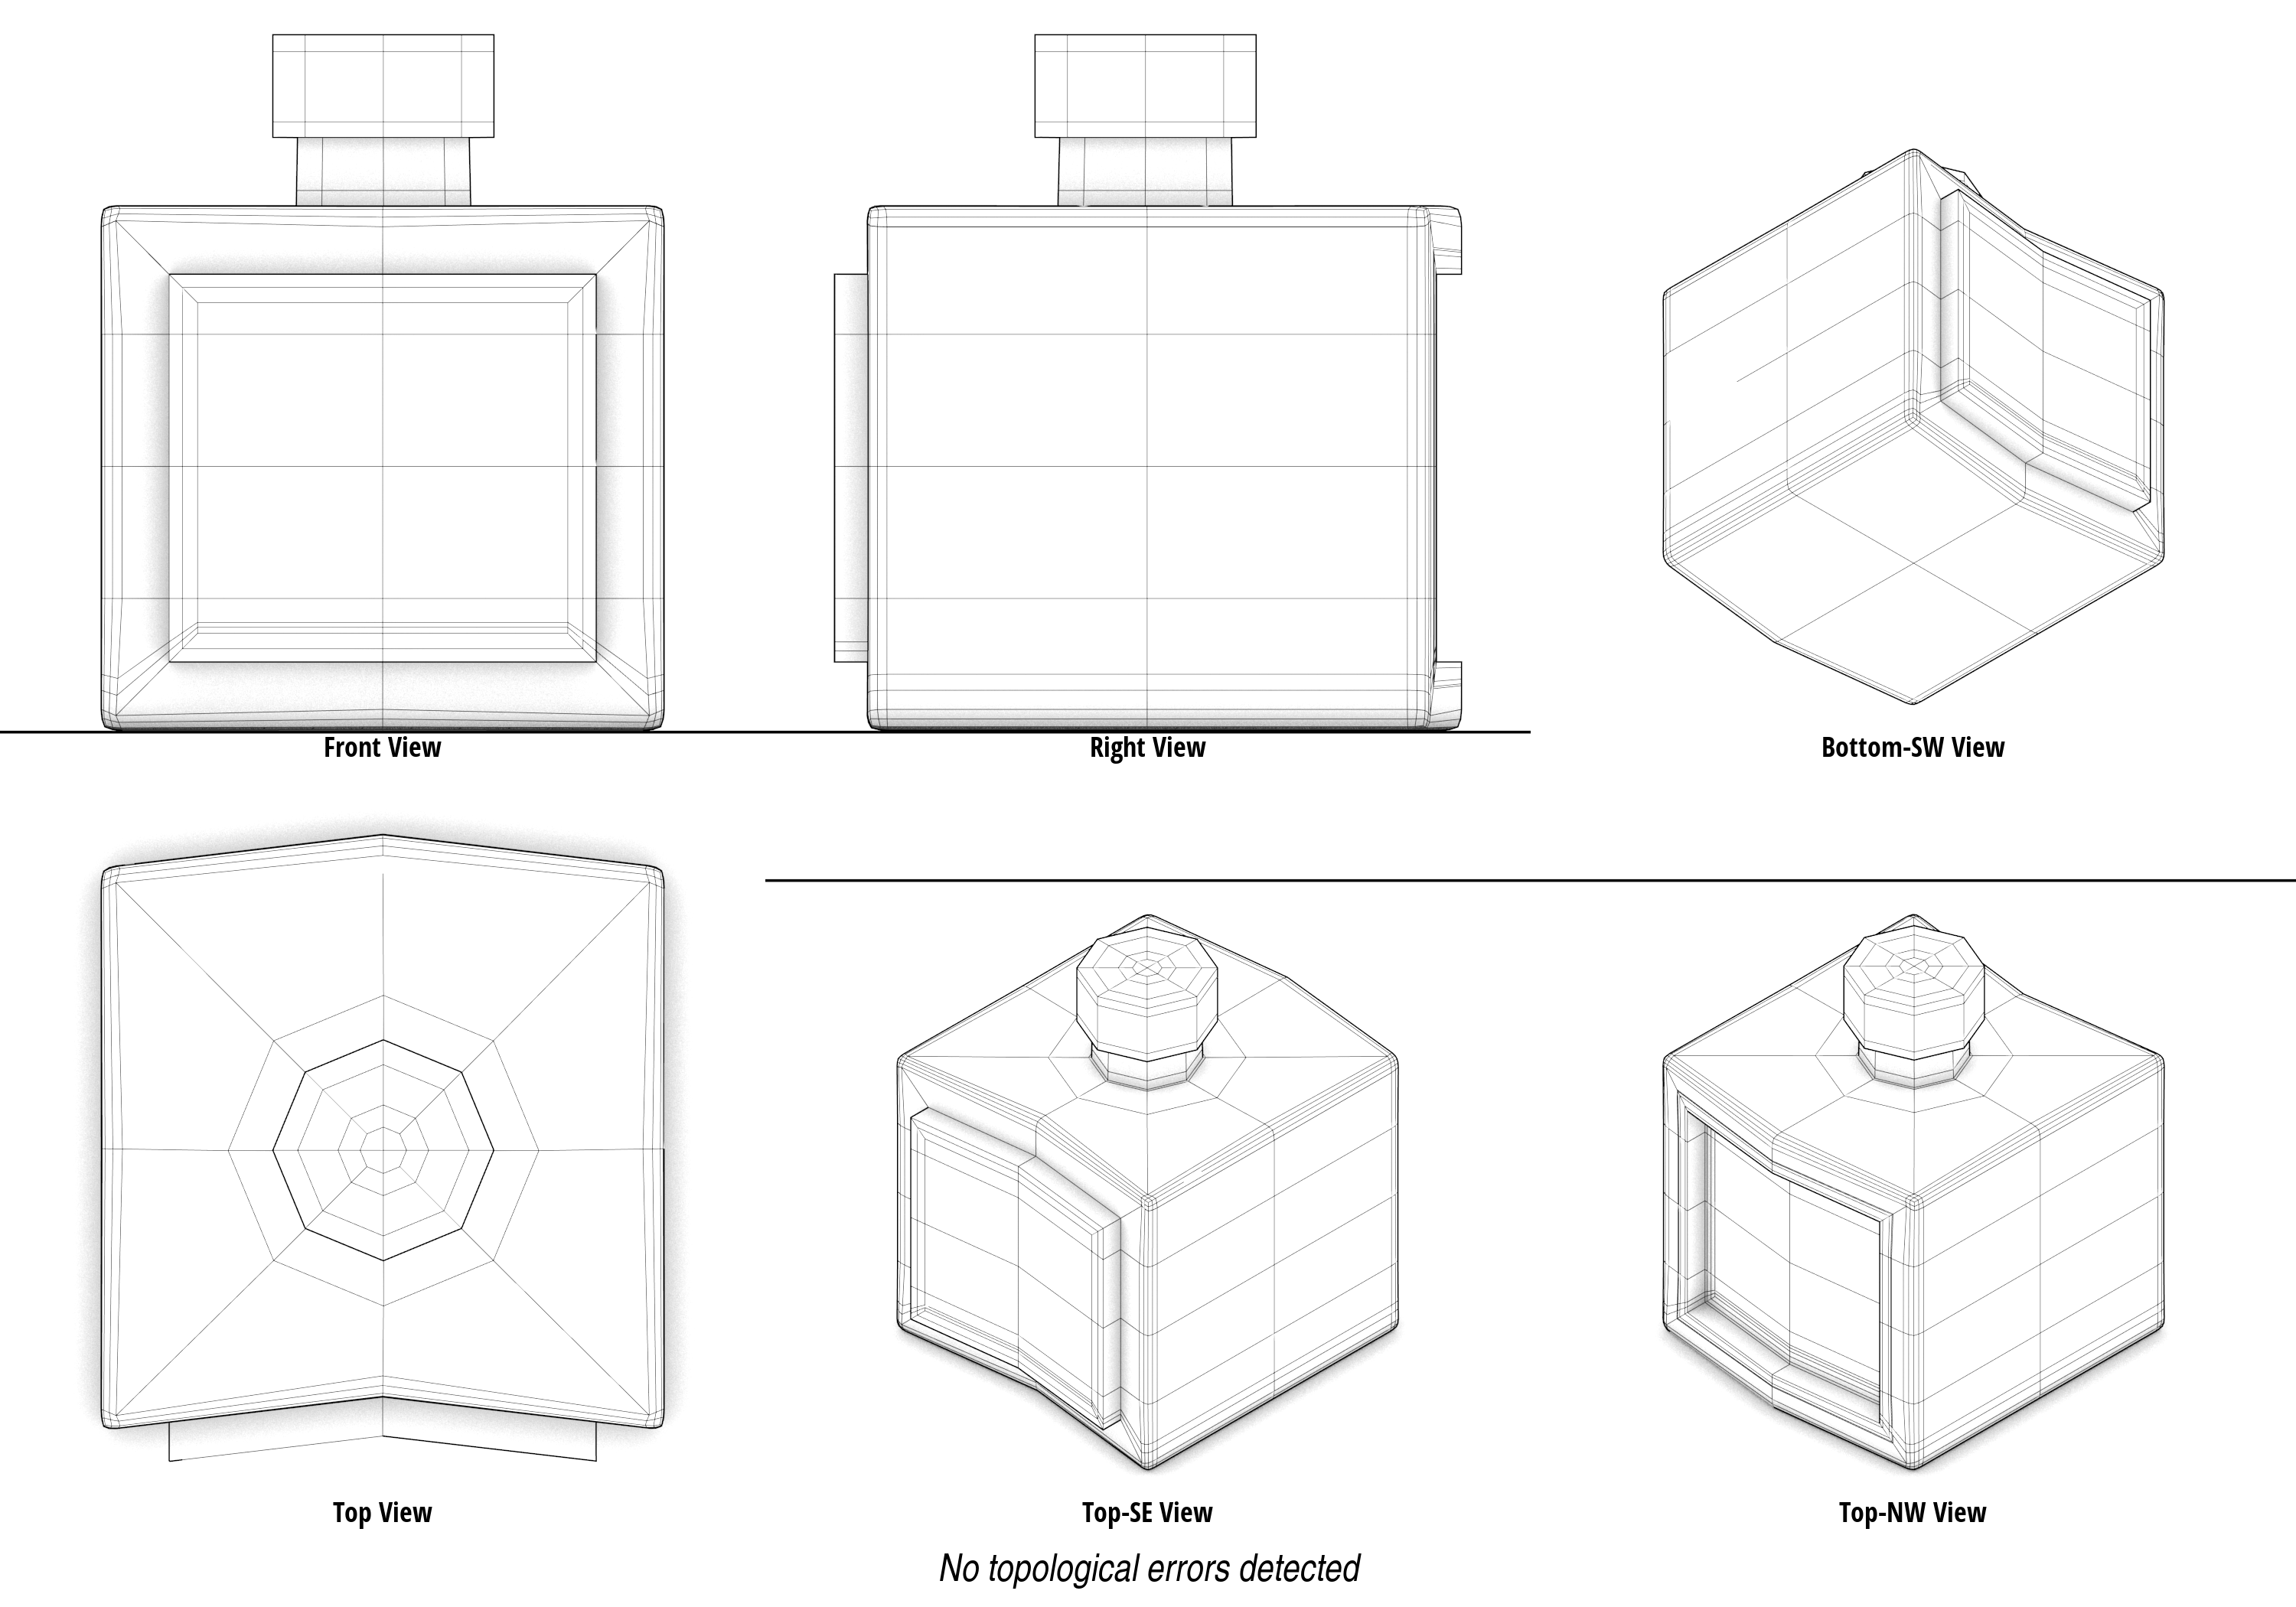 Front View
Right View
Bottom-SW View
Top View
Top-SE View
Top-NW View
No topological errors detected